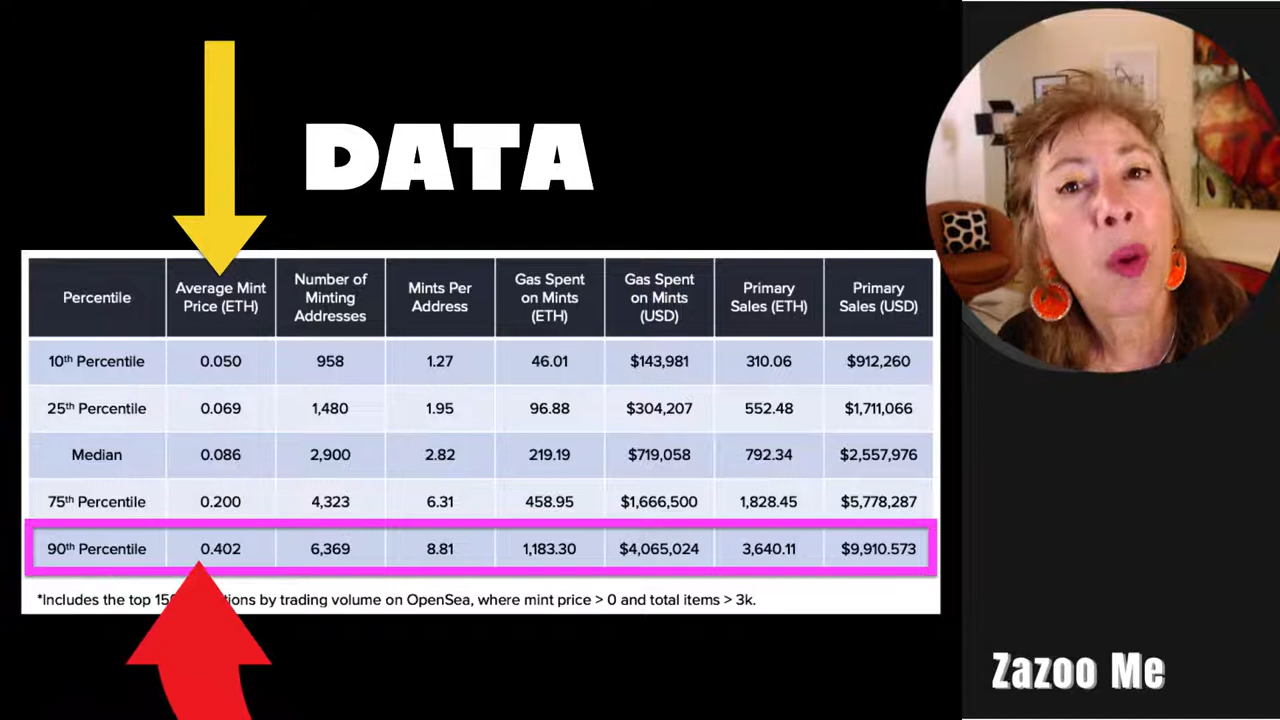 DATA
Percentile
Average Mint
Price (ETH)
Number of
Minting
Addresses
Mints Per
Address
Gas Spent
on Mints
(ETH)
Gas Spent
on Mints
(USD)
Primary
Sales (ETH)
Primary
Sales (USD)
10th Percentile 0.050 958 1.27 46.01 $143,981 310.06 $912,260
25th Percentile 0.069 1,480 1.95 96.88 $304,207 552.48 $1,711,066
Median 0.086 2,900 2.82 219.19 $719,058 792.34 $2,557,976
75th Percentile 0.200 4,323 6.31 458.95 $1,666,500 1,828.45 $5,778,287
90th Percentile 0.402 6,369 8.81 1,183.30 $4,065,024 3,640.11 $9,910.573
*Includes the top by trading volume on OpenSea, where mint price > 0 and total items > 3k.
Zazoo Me